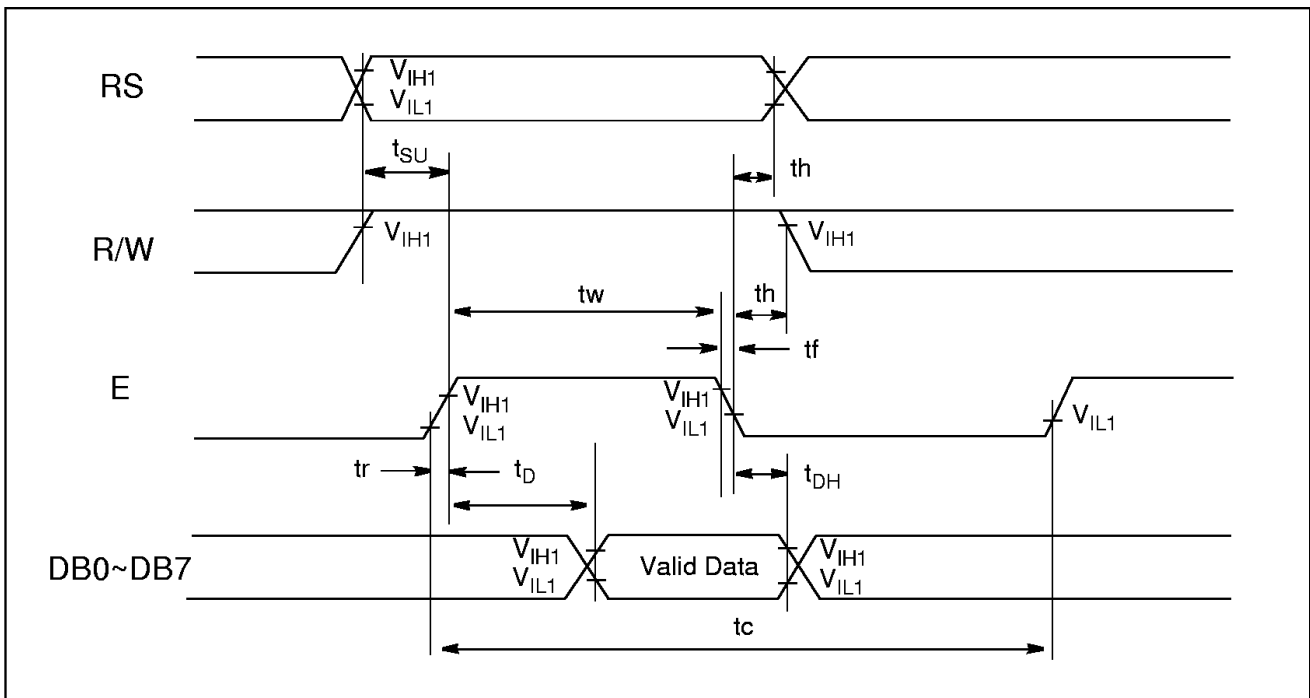 RS
VIH1
VIL1
tSU
th
R/W
VIH1
VIH1
tw
th
tf
E
VIH1
VIL1
VIH1
VIL1
VIL1
tr
tD
tDH
DB0~DB7
VIH1
VIL1
Valid Data
VIH1
VIL1
tc